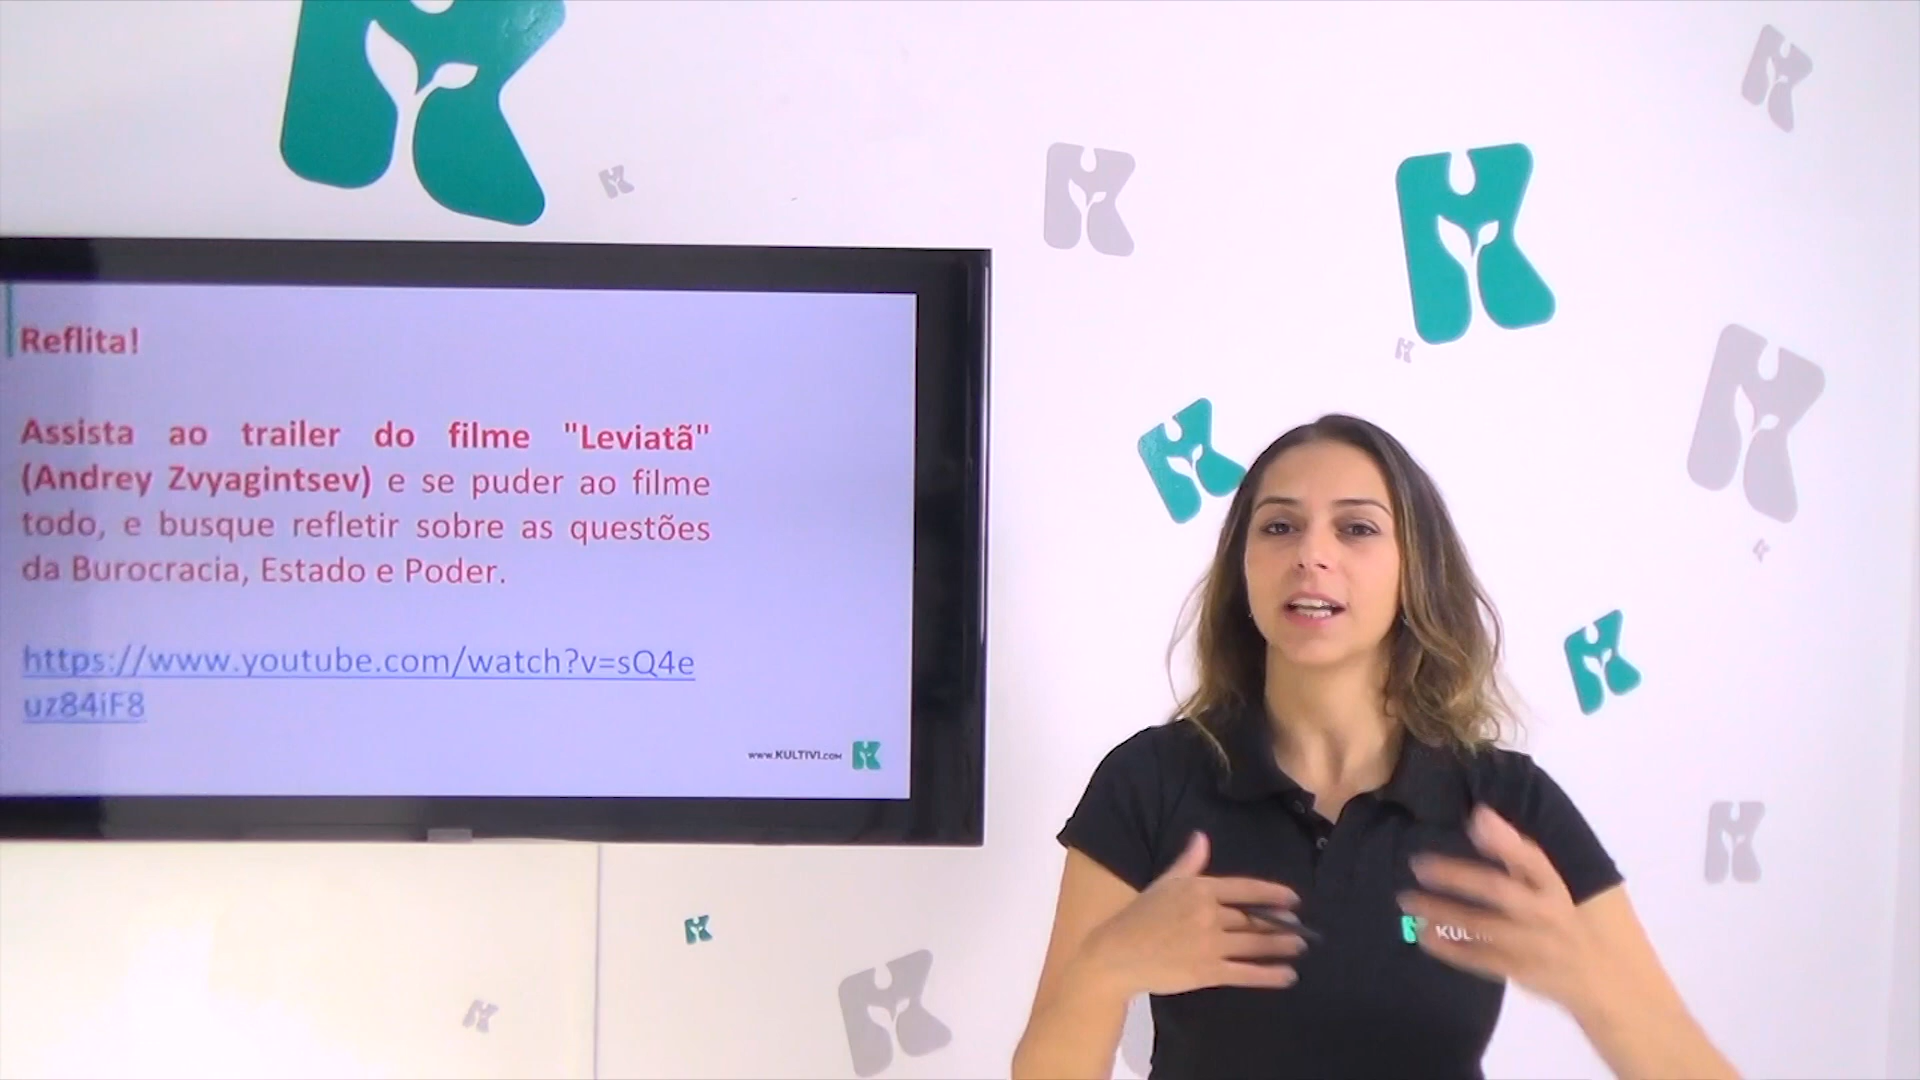 Reflita!
Assista ao trailer do filme "Leviatã"
(Andrey Zvyagintsev) e se puder ao filme
todo, e busque refletir sobre as questões
da Burocracia, Estado e Poder.
https://www.youtube.com/watch?v=sQ4e
uz84iF8
www.KULTIVI.COM